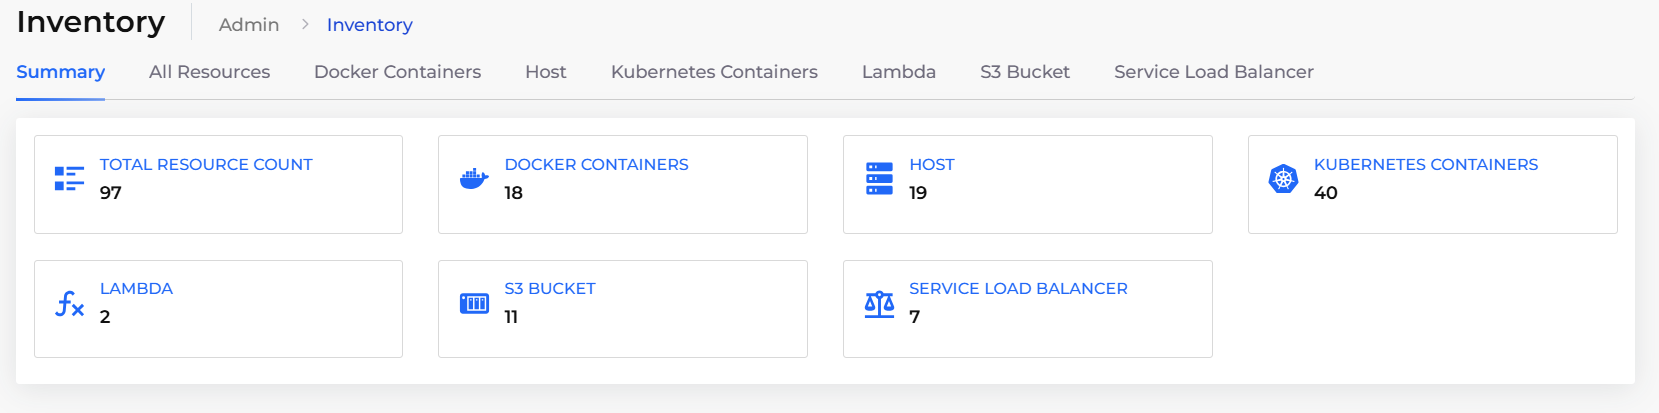 Inventory
Admin > Inventory
Summary
All Resources
Docker Containers
Host
Kubernetes Containers
Lambda
S3 Bucket
Service Load Balancer
TOTAL RESOURCE COUNT
97
DOCKER CONTAINERS
18
HOST
19
KUBERNETES CONTAINERS
40
LAMBDA
2
S3 BUCKET
11
SERVICE LOAD BALANCER
7